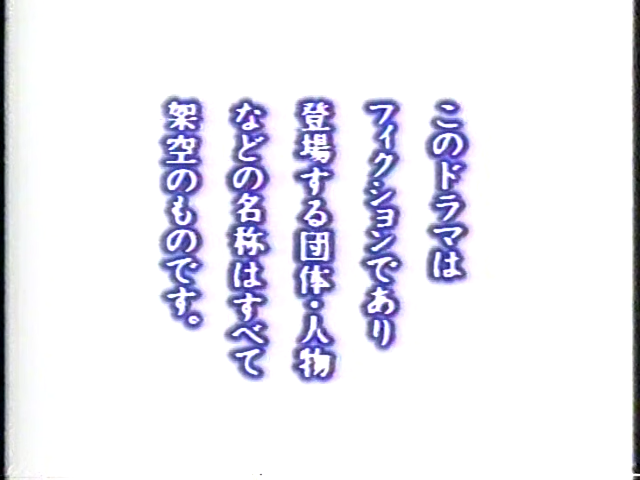 このドラマは
フィクションであり
登場する団体・人物
などの名称はすべて
架空のものです。